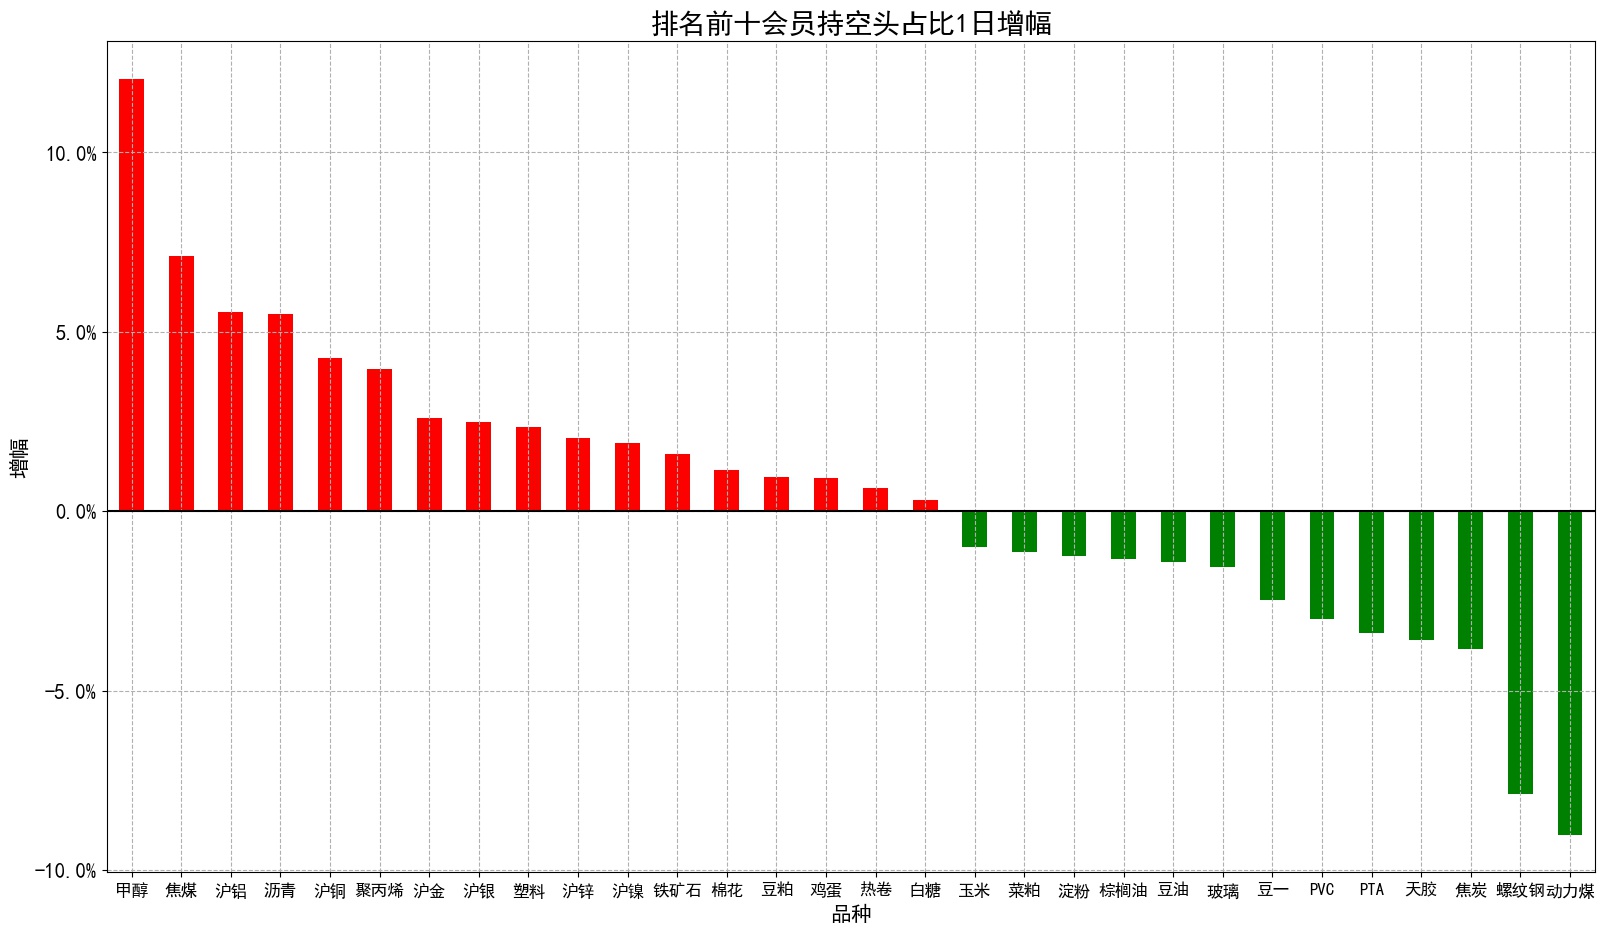 排名前十会员持空头占比1日增幅
增幅
10.0%
5.0%
0.0%
−5.0%
−10.0%
甲醇 焦煤 沪铝 沥青 沪铜 聚丙烯 沪金 沪银 塑料 沪锌 沪镍 铁矿石 棉花 豆粕 鸡蛋 热卷 白糖 玉米 菜粕 淀粉 棕榈油 豆油 玻璃 豆一 PVC PTA 天胶 焦炭 螺纹钢 动力煤
品种